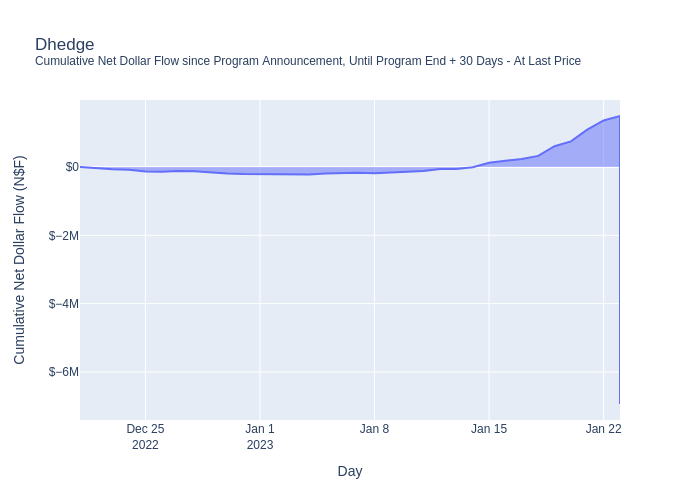 Dhedge
Cumulative Net Dollar Flow since Program Announcement, Until Program End + 30 Days - At Last Price
Cumulative Net Dollar Flow (N$F)
$0
$−2M
$−4M
$−6M
Dec 25
2022
Jan 1
2023
Jan 8
Jan 15
Jan 22
Day